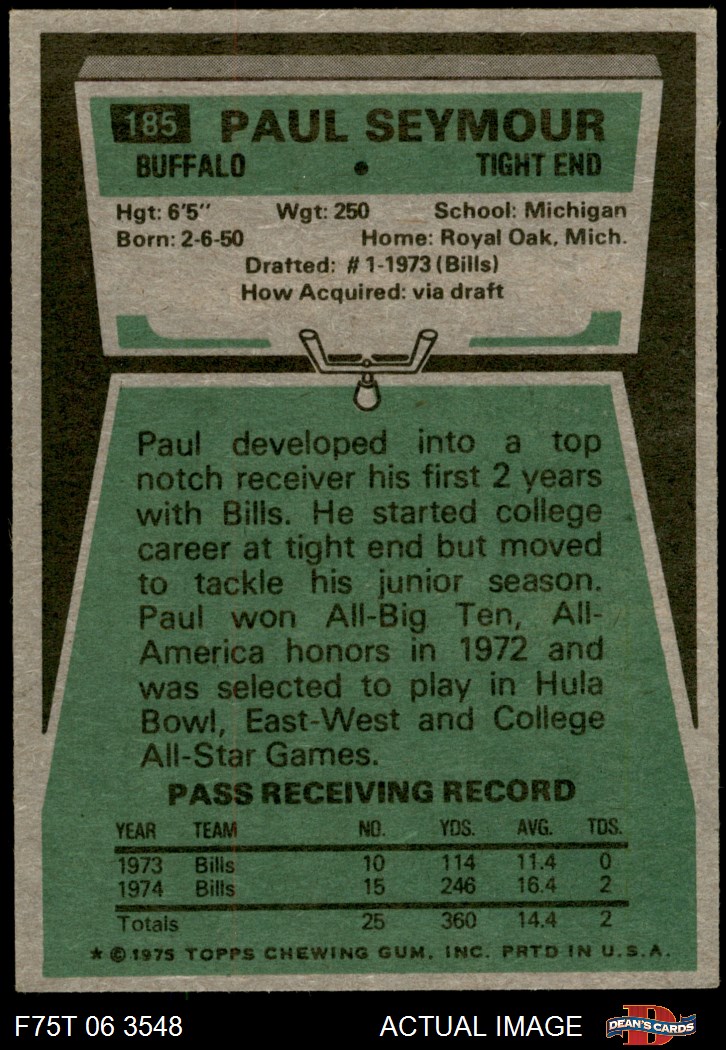 185 PAUL SEYMOUR
BUFFALO • TIGHT END
Hgt: 6'5" Wgt: 250 School: Michigan
Born: 2-6-50 Home: Royal Oak, Mich.
Drafted: #1-1973 (Bills)
How Acquired: via draft
Paul developed into a top
notch receiver his first 2 years
with Bills. He started college
career at tight end but moved
to tackle his junior season.
Paul won All-Big Ten, All-
America honors in 1972 and
was selected to play in Hula
Bowl, East-West and College
All-Star Games.
PASS RECEIVING RECORD
YEAR TEAM NO. YDS. AVG. TDS.
1973 Bills 10 114 11.4 0
1974 Bills 15 246 16.4 2
Totals 25 360 14.4 2
* © 1975 TOPPS CHEWING GUM, INC. PRTD IN U.S.A.
F75T 06 3548 ACTUAL IMAGE D DEAN'S CARDS